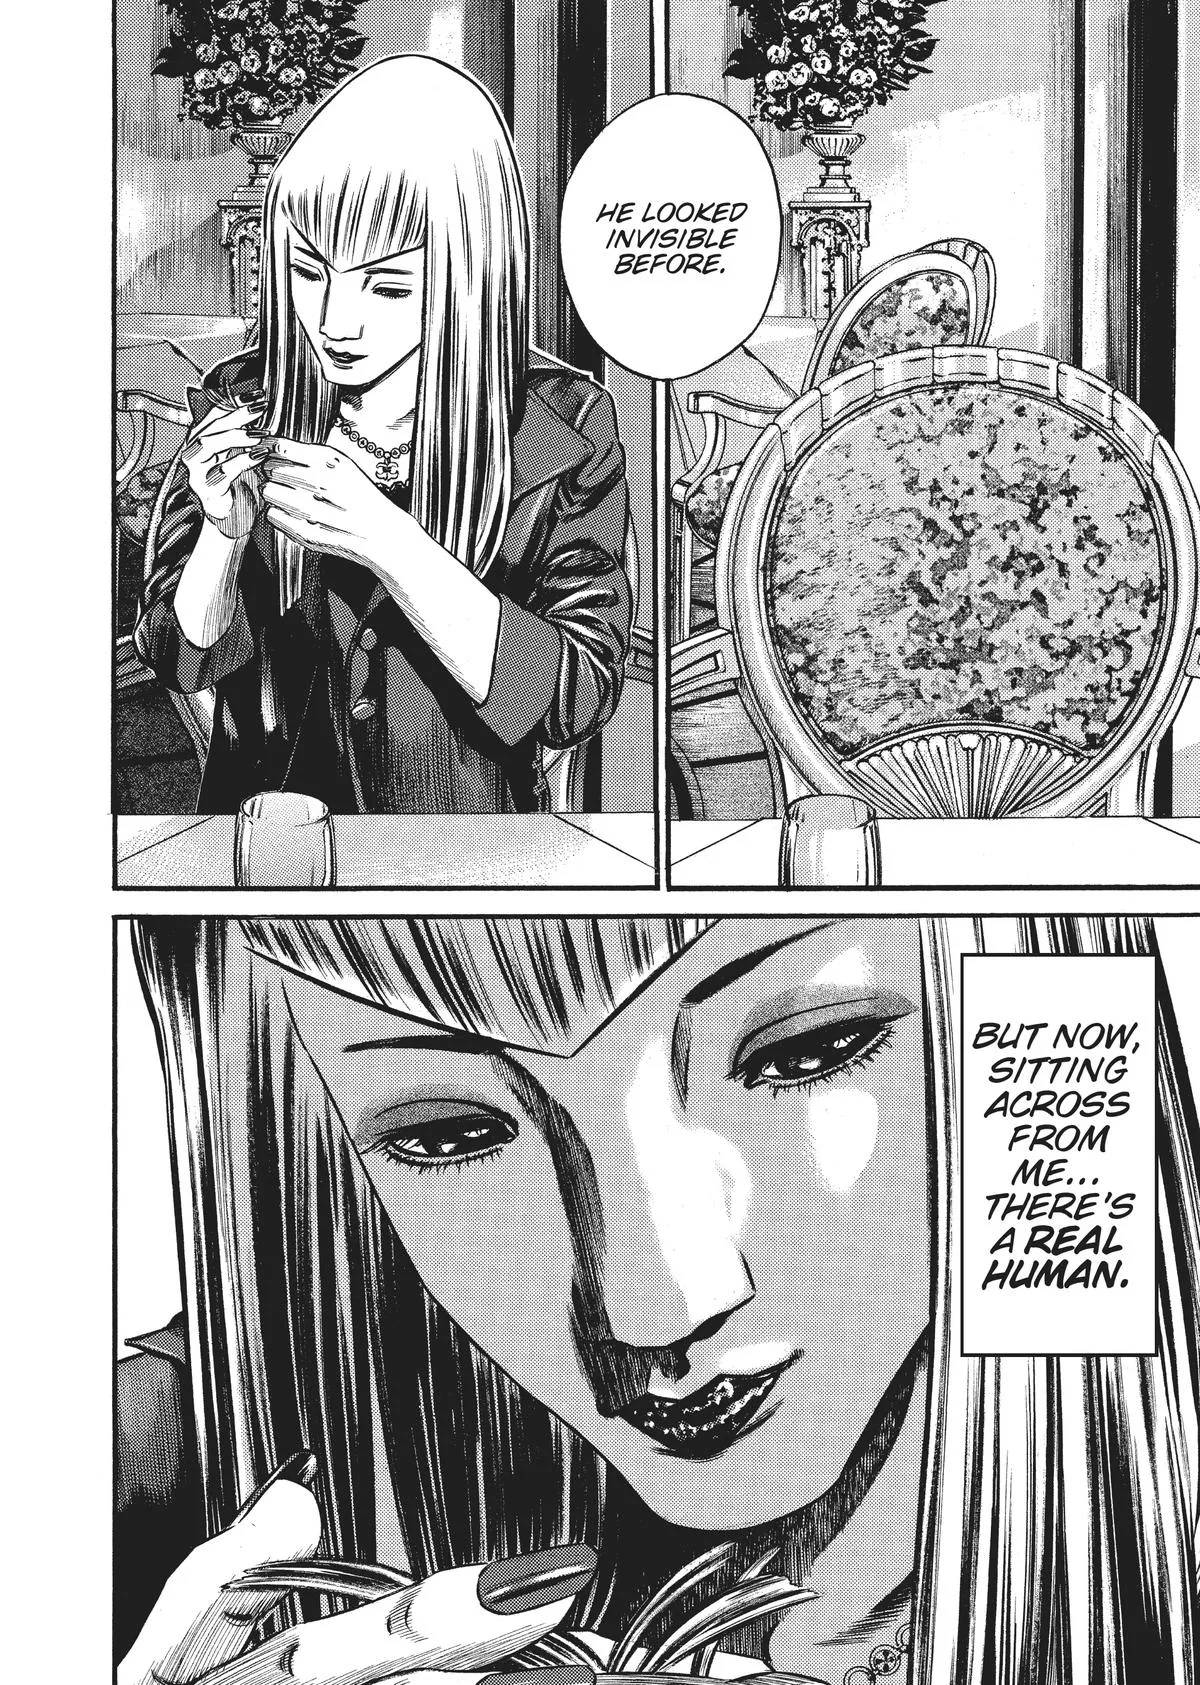 HE LOOKED
INVISIBLE
BEFORE.
BUT NOW,
SITTING
ACROSS
FROM
ME...
THERE'S
A REAL
HUMAN.